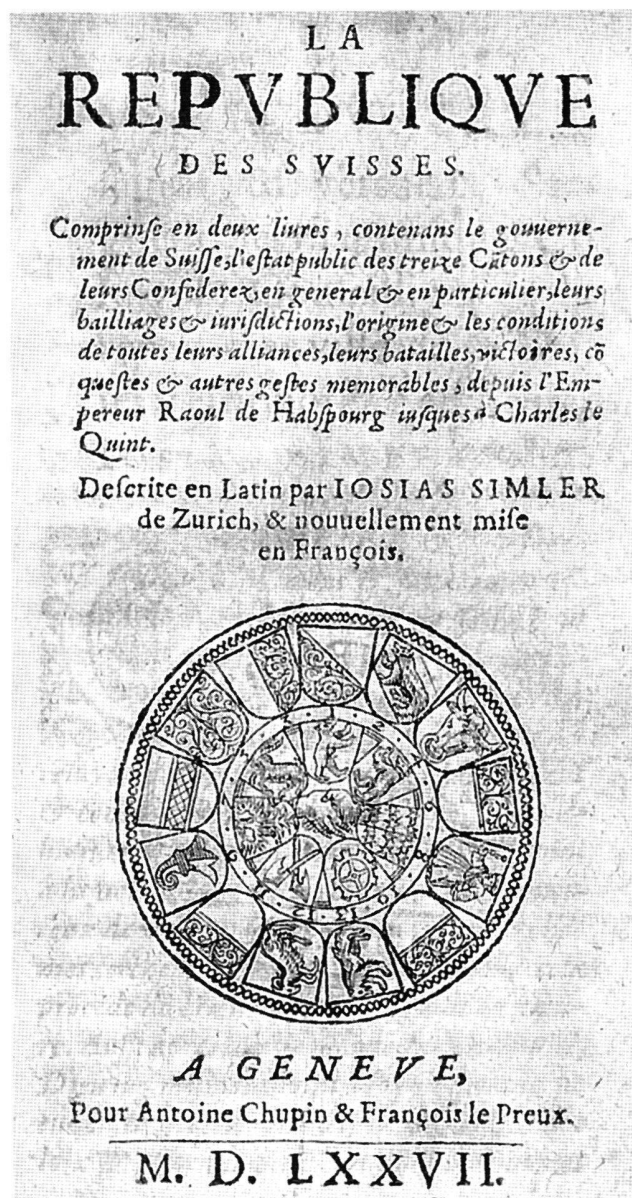 LA
REPVBLIQVE
DES SVISSES.
Comprinſe en deux liures, contenans le gouuerne-
ment de Suiſſe, l'eſtat public des treize Cãtons & de
leurs Confederez, en general & en particulier, leurs
bailliages & iuriſdictions, l'origine & les conditions
de toutes leurs alliances, leurs batailles, victoires, cõ
queſtes & autres geſtes memorables, depuis l'Em-
pereur Raoul de Habſpourg iuſques à Charles le
Quint.
Deſcrite en Latin par IOSIAS SIMLER
de Zurich, & nouuellement miſe
en François.
A GENEVE,
Pour Antoine Chupin & François le Preux.
M. D. LXXVII.